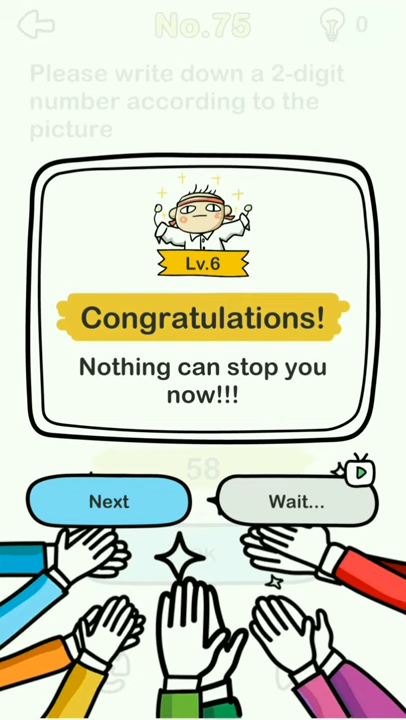 No.75
0
Please write down a 2-digit
number according to the
picture
Lv.6
Congratulations!
Nothing can stop you
now!!!
58
Next
Wait...